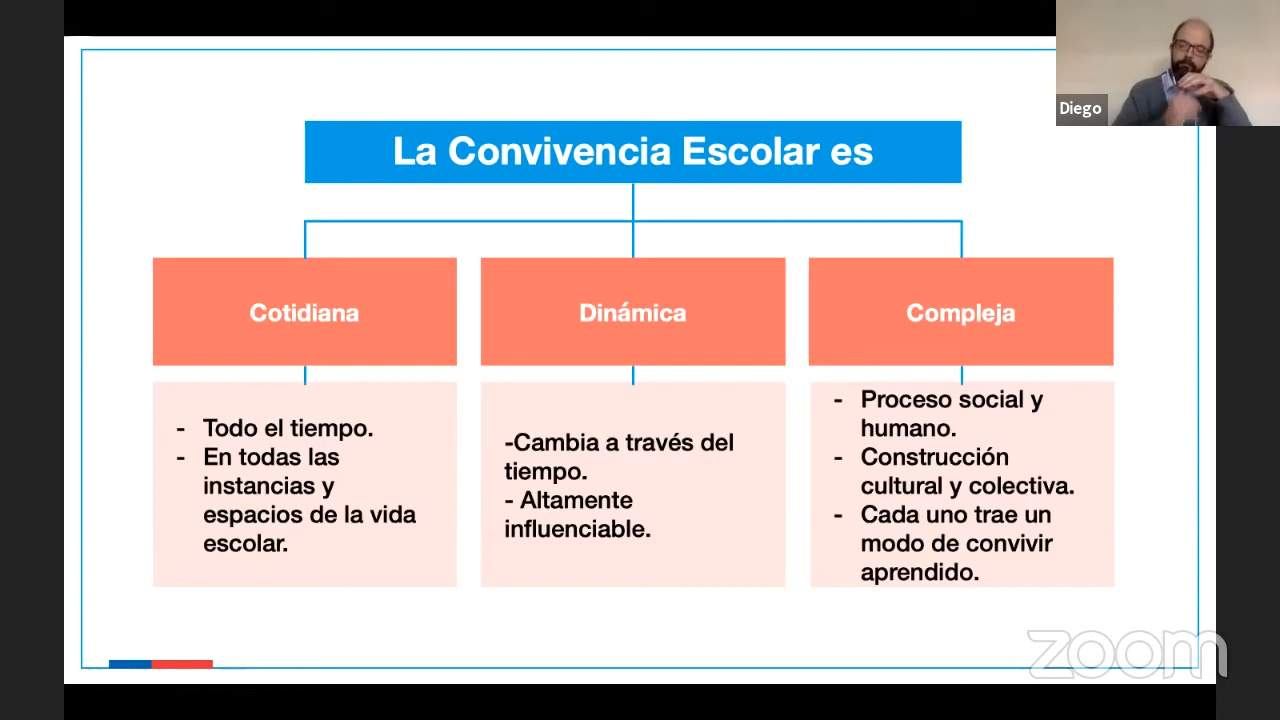 Diego
La Convivencia Escolar es
Cotidiana
Dinámica
Compleja
- Todo el tiempo.
- En todas las
instancias y
espacios de la vida
escolar.
-Cambia a través del
tiempo.
- Altamente
influenciable.
- Proceso social y
humano.
- Construcción
cultural y colectiva.
- Cada uno trae un
modo de convivir
aprendido.
zoom